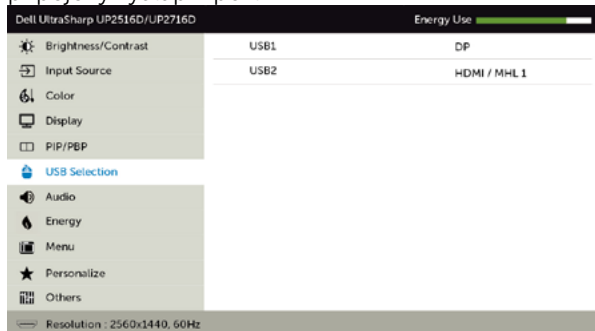 Dell UltraSharp UP2516D/UP2716D Energy Use
Brightness/Contrast USB1 DP
Input Source USB2 HDMI / MHL 1
Color
Display
PIP/PBP
USB Selection
Audio
Energy
Menu
Personalize
Others
Resolution : 2560x1440, 60Hz